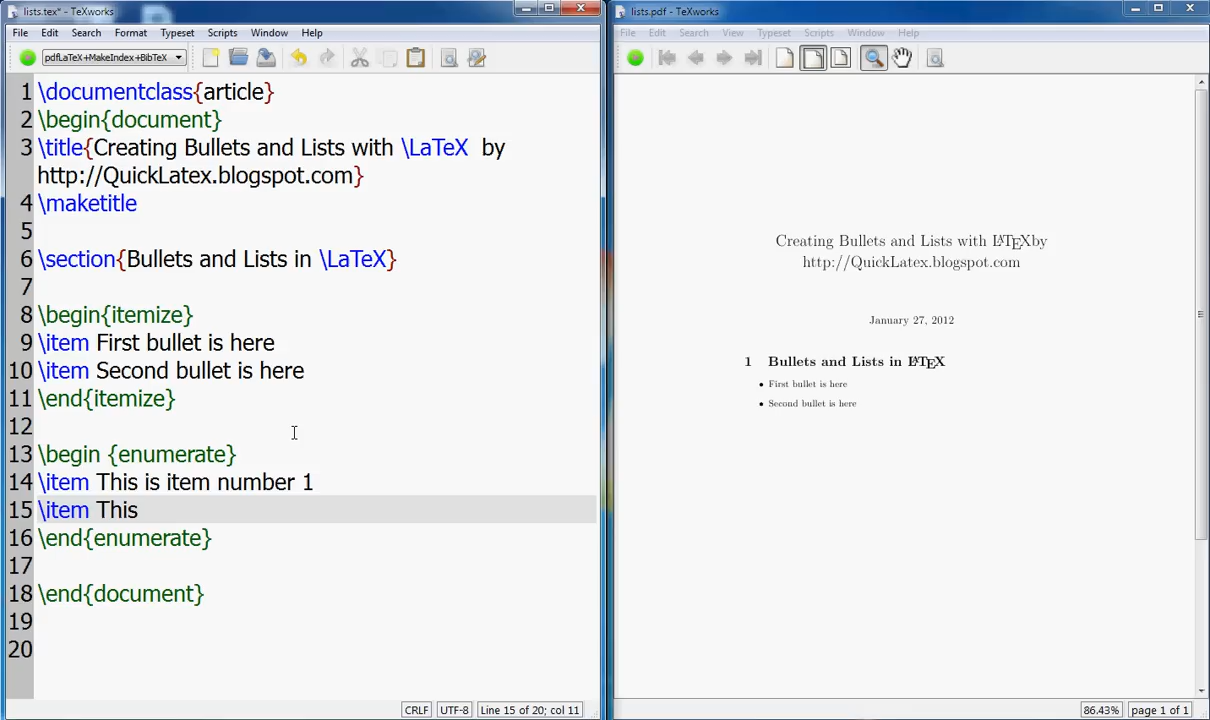 lists.tex* - TeXworks
File Edit Search Format Typeset Scripts Window Help
pdfLaTeX+MakeIndex+BibTeX
1 \documentclass{article}
2 \begin{document}
3 \title{Creating Bullets and Lists with \LaTeX by
http://QuickLatex.blogspot.com}
4 \maketitle
5
6 \section{Bullets and Lists in \LaTeX}
7
8 \begin{itemize}
9 \item First bullet is here
10 \item Second bullet is here
11 \end{itemize}
12
13 \begin {enumerate}
14 \item This is item number 1
15 \item This
16 \end{enumerate}
17
18 \end{document}
19
20
CRLF UTF-8 Line 15 of 20; col 11
lists.pdf - TeXworks
File Edit Search View Typeset Scripts Window Help
Creating Bullets and Lists with LATEXby
http://QuickLatex.blogspot.com
January 27, 2012
1 Bullets and Lists in LATEX
• First bullet is here
• Second bullet is here
86.43% page 1 of 1